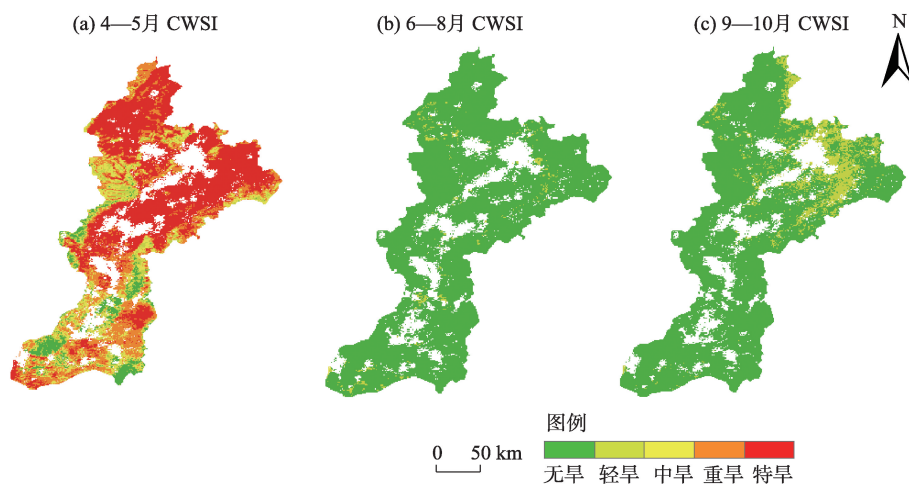 (a) 4—5月 CWSI
(b) 6—8月 CWSI
(c) 9—10月 CWSI
N
图例
0 50 km
无旱 轻旱 中旱 重旱 特旱